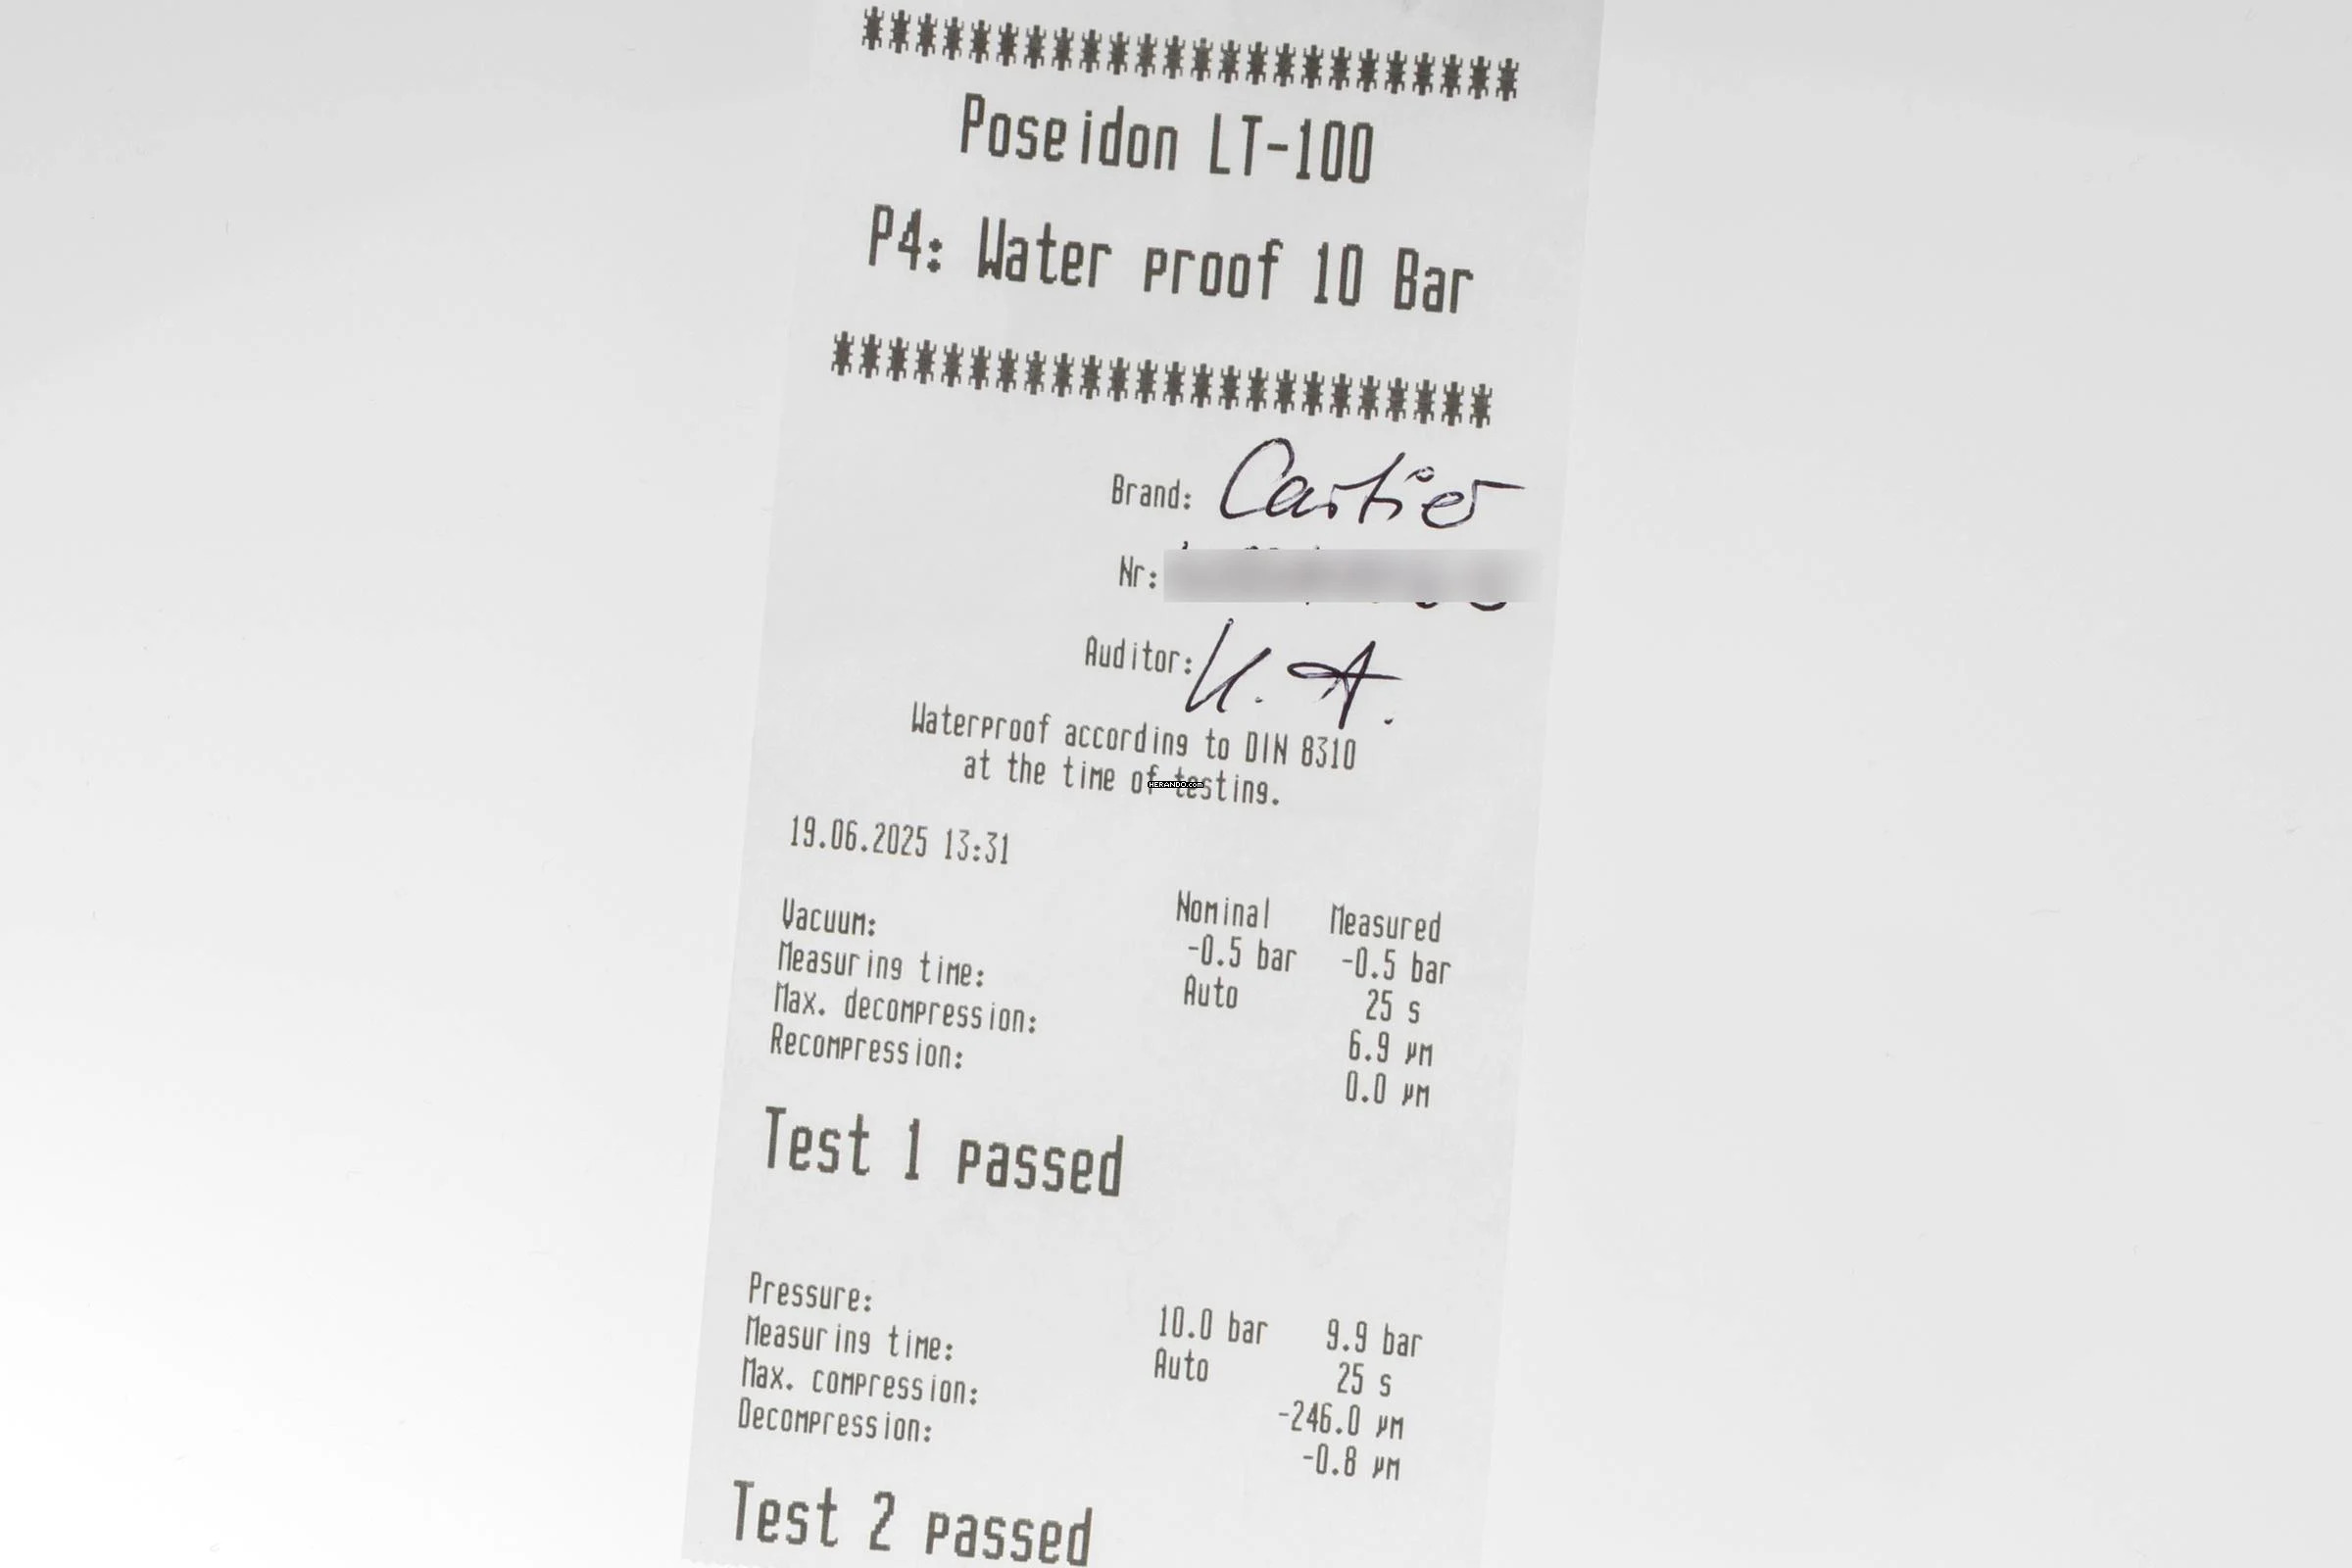 ************************
Poseidon LT-100
P4: Water proof 10 Bar
************************
Brand: Cartier
Nr:
Auditor: K. A.
Waterproof according to DIN 8310
at the time of testing.
HERANDO.com
19.06.2025 13:31
Nominal Measured
Vacuum: -0.5 bar -0.5 bar
Measuring time: Auto 25 s
Max. decompression: 6.9 µm
Recompression: 0.0 µm
Test 1 passed
Pressure: 10.0 bar 9.9 bar
Measuring time: Auto 25 s
Max. compression: -246.0 µm
Decompression: -0.8 µm
Test 2 passed